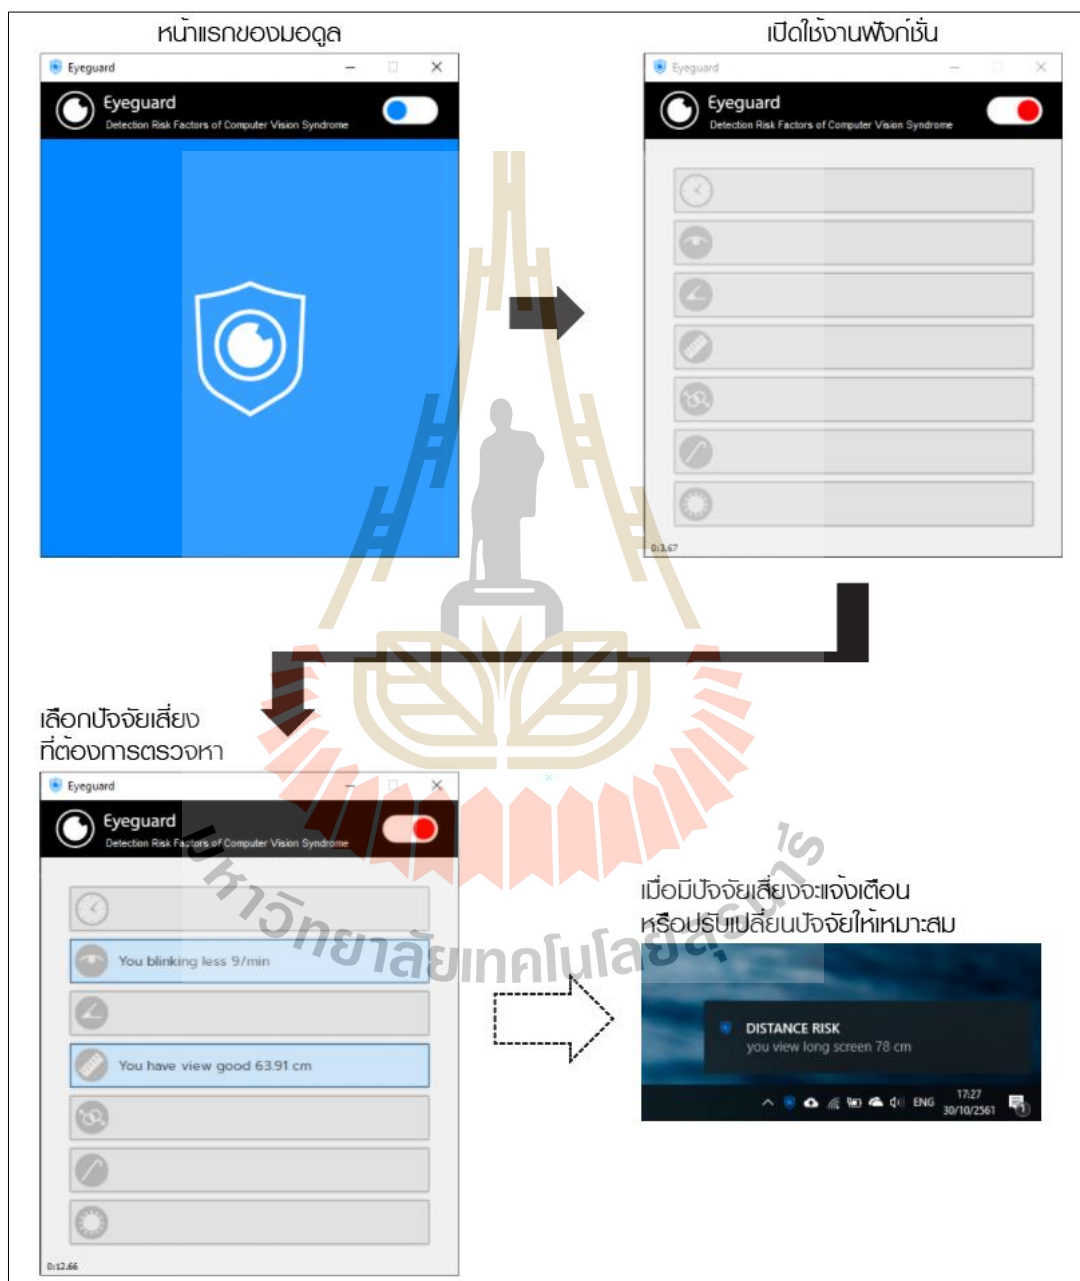 หน้าแรกของมอดูล
เปิดใช้งานฟังก์ชั่น
Eyeguard
Eyeguard
Detection Risk Factors of Computer Vision Syndrome
Eyeguard
Eyeguard
Detection Risk Factors of Computer Vision Syndrome
0:3.67
เลือกปัจจัยเสี่ยง
ที่ต้องการตรวจหา
Eyeguard
Eyeguard
Detection Risk Factors of Computer Vision Syndrome
You blinking less 9/min
You have view good 63.91 cm
0:12.66
เมื่อมีปัจจัยเสี่ยงจะแจ้งเตือน
หรือปรับเปลี่ยนปัจจัยให้เหมาะสม
DISTANCE RISK
you view long screen 78 cm
ENG
17:27
30/10/2561
1
มหาวิทยาลัยเทคโนโลยีสุรนารี